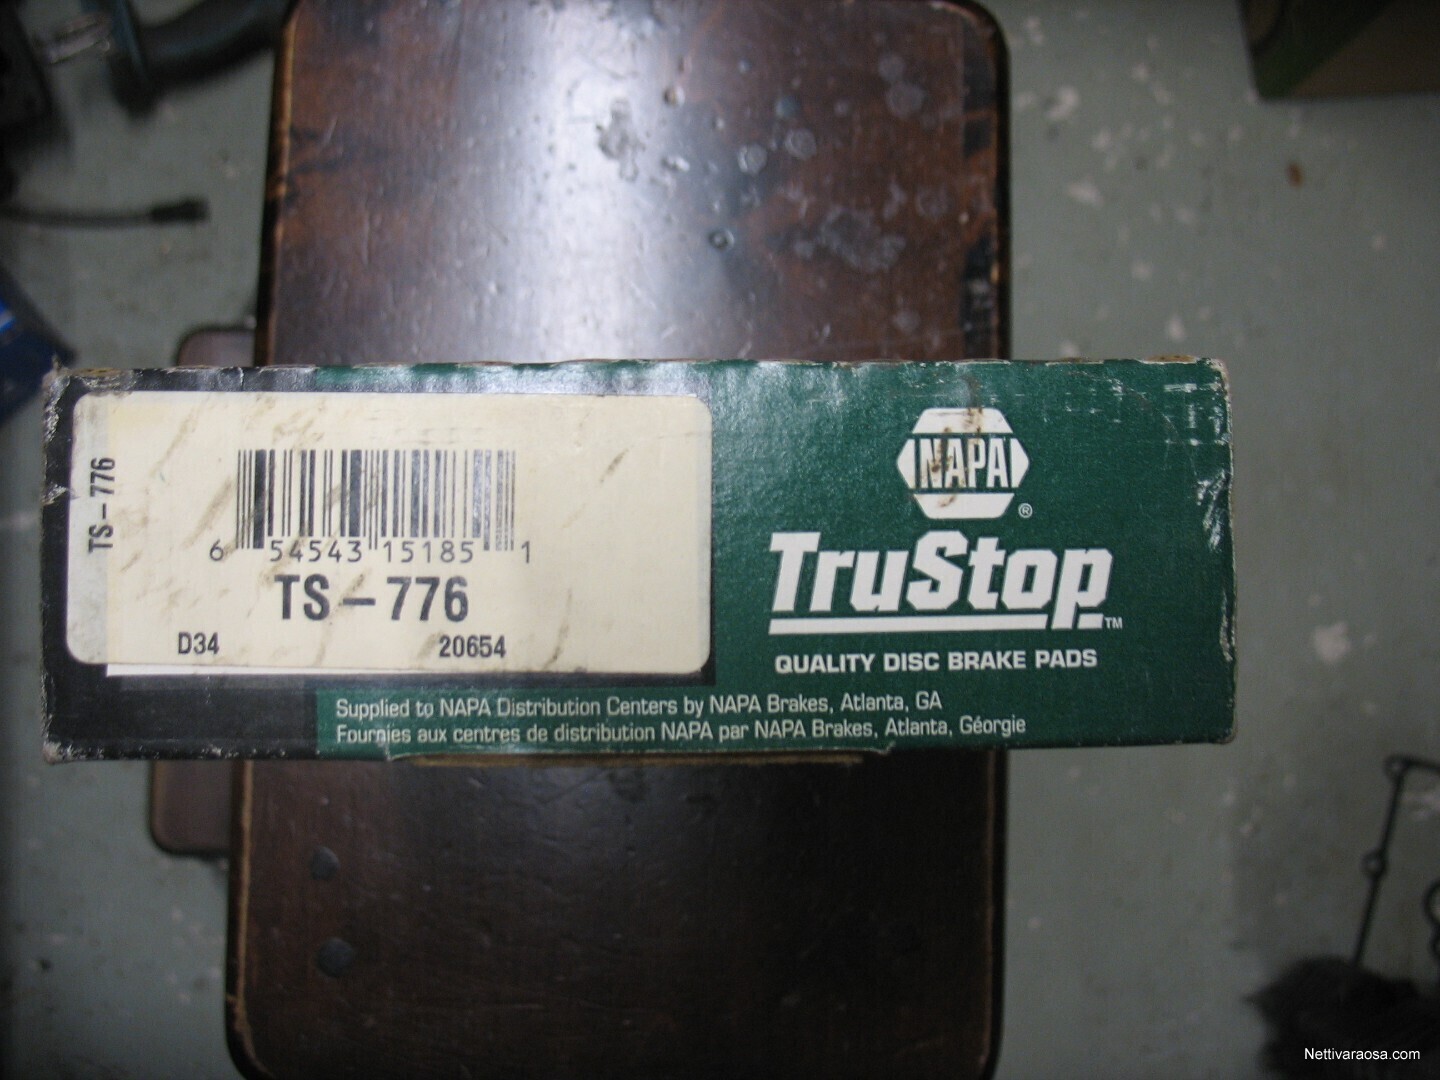 TS-776
6 54543 15185 1
TS-776
D34 20654
NAPA
®
TruStop™
QUALITY DISC BRAKE PADS
Supplied to NAPA Distribution Centers by NAPA Brakes, Atlanta, GA
Fournies aux centres de distribution NAPA par NAPA Brakes, Atlanta, Géorgie
Nettivaraosa.com